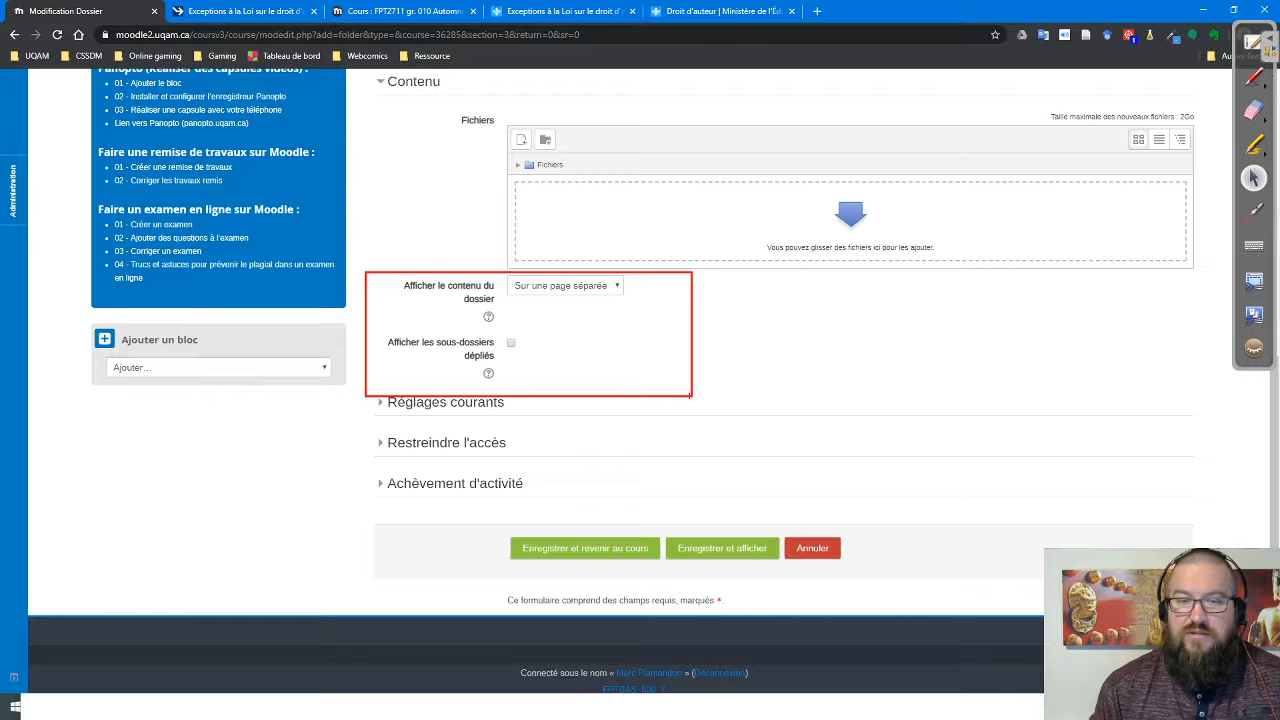 Modification Dossier
Exceptions à la Loi sur le droit d'
Cours : FPT2711 gr. 010 Automn
Exceptions à la Loi sur le droit d'
Droit d'auteur | Ministère de l'Éd
moodle2.uqam.ca/coursv3/course/modedit.php?add=folder&type=&course=36285&section=3&return=0&sr=0
UQAM
CSSDM
Online gaming
Gaming
Tableau de bord
Webcomics
Ressource
Autres favo
Administration
Panopto (Réaliser des capsules vidéos) :
01 - Ajouter le bloc
02 - Installer et configurer l'enregistreur Panopto
03 - Réaliser une capsule avec votre téléphone
Lien vers Panopto (panopto.uqam.ca)
Faire une remise de travaux sur Moodle :
01 - Créer une remise de travaux
02 - Corriger les travaux remis
Faire un examen en ligne sur Moodle :
01 - Créer un examen
02 - Ajouter des questions à l'examen
03 - Corriger un examen
04 - Trucs et astuces pour prévenir le plagiat dans un examen
en ligne
Ajouter un bloc
Ajouter...
Contenu
Fichiers
Taille maximale des nouveaux fichiers : 2Go
Fichiers
Vous pouvez glisser des fichiers ici pour les ajouter.
Afficher le contenu du
dossier
Sur une page séparée
Afficher les sous-dossiers
dépliés
Réglages courants
Restreindre l'accès
Achèvement d'activité
Enregistrer et revenir au cours
Enregistrer et afficher
Annuler
Ce formulaire comprend des champs requis, marqués *.
Connecté sous le nom « Marc Plamondon » (Déconnexion)